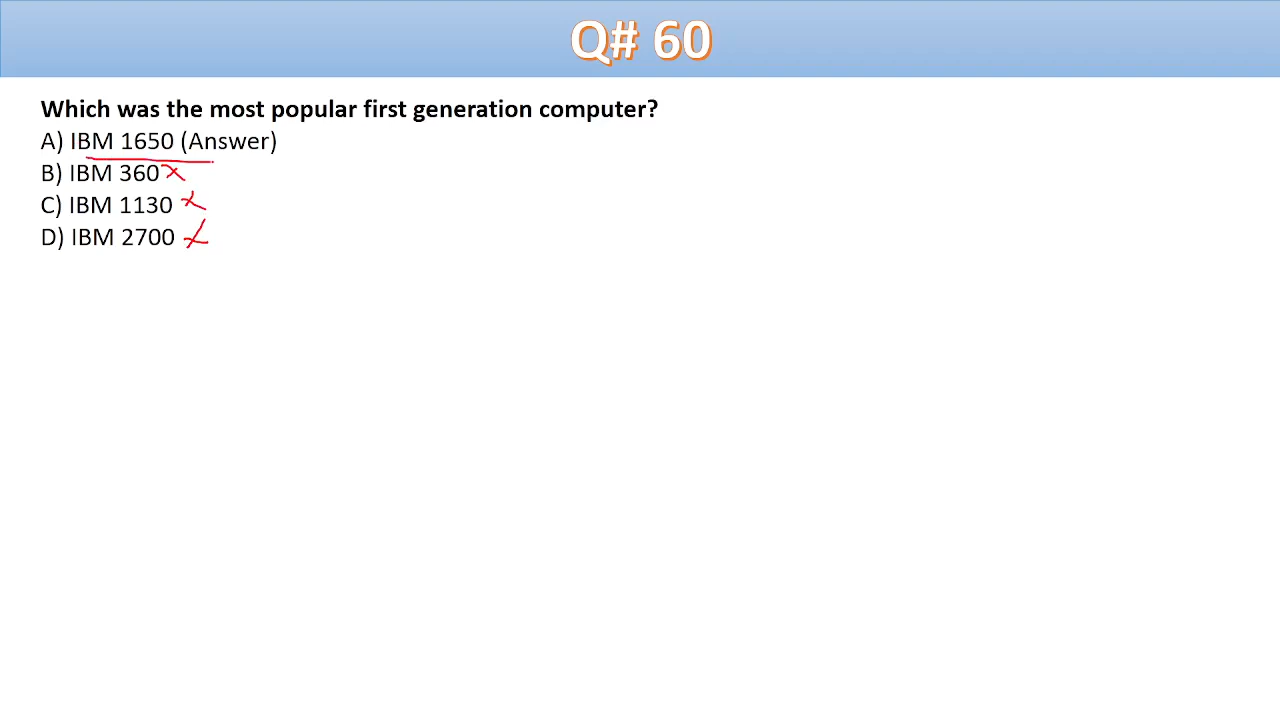 Q# 60
Which was the most popular first generation computer?
A) IBM 1650 (Answer)
B) IBM 360
C) IBM 1130
D) IBM 2700